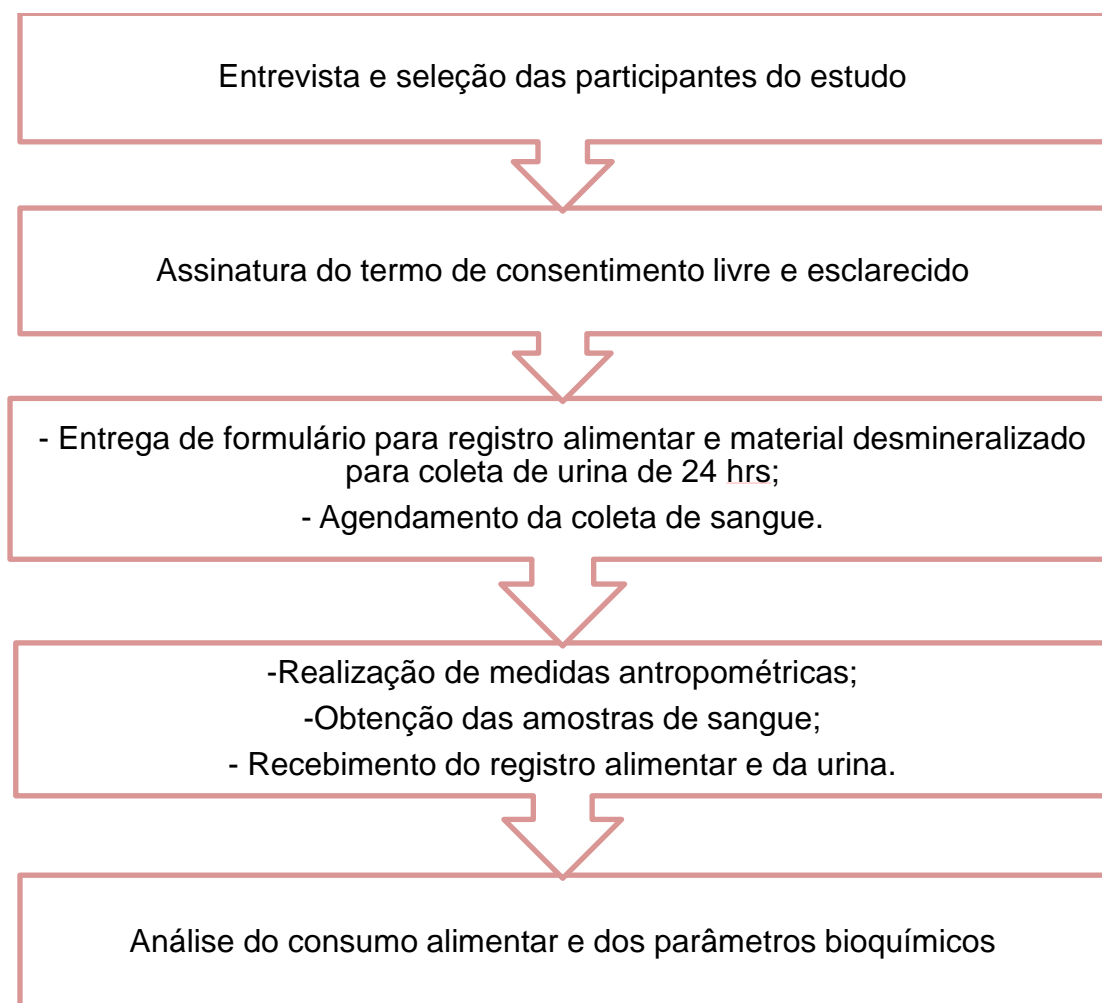 Entrevista e seleção das participantes do estudo
Assinatura do termo de consentimento livre e esclarecido
- Entrega de formulário para registro alimentar e material desmineralizado
para coleta de urina de 24 hrs;
- Agendamento da coleta de sangue.
-Realização de medidas antropométricas;
-Obtenção das amostras de sangue;
- Recebimento do registro alimentar e da urina.
Análise do consumo alimentar e dos parâmetros bioquímicos